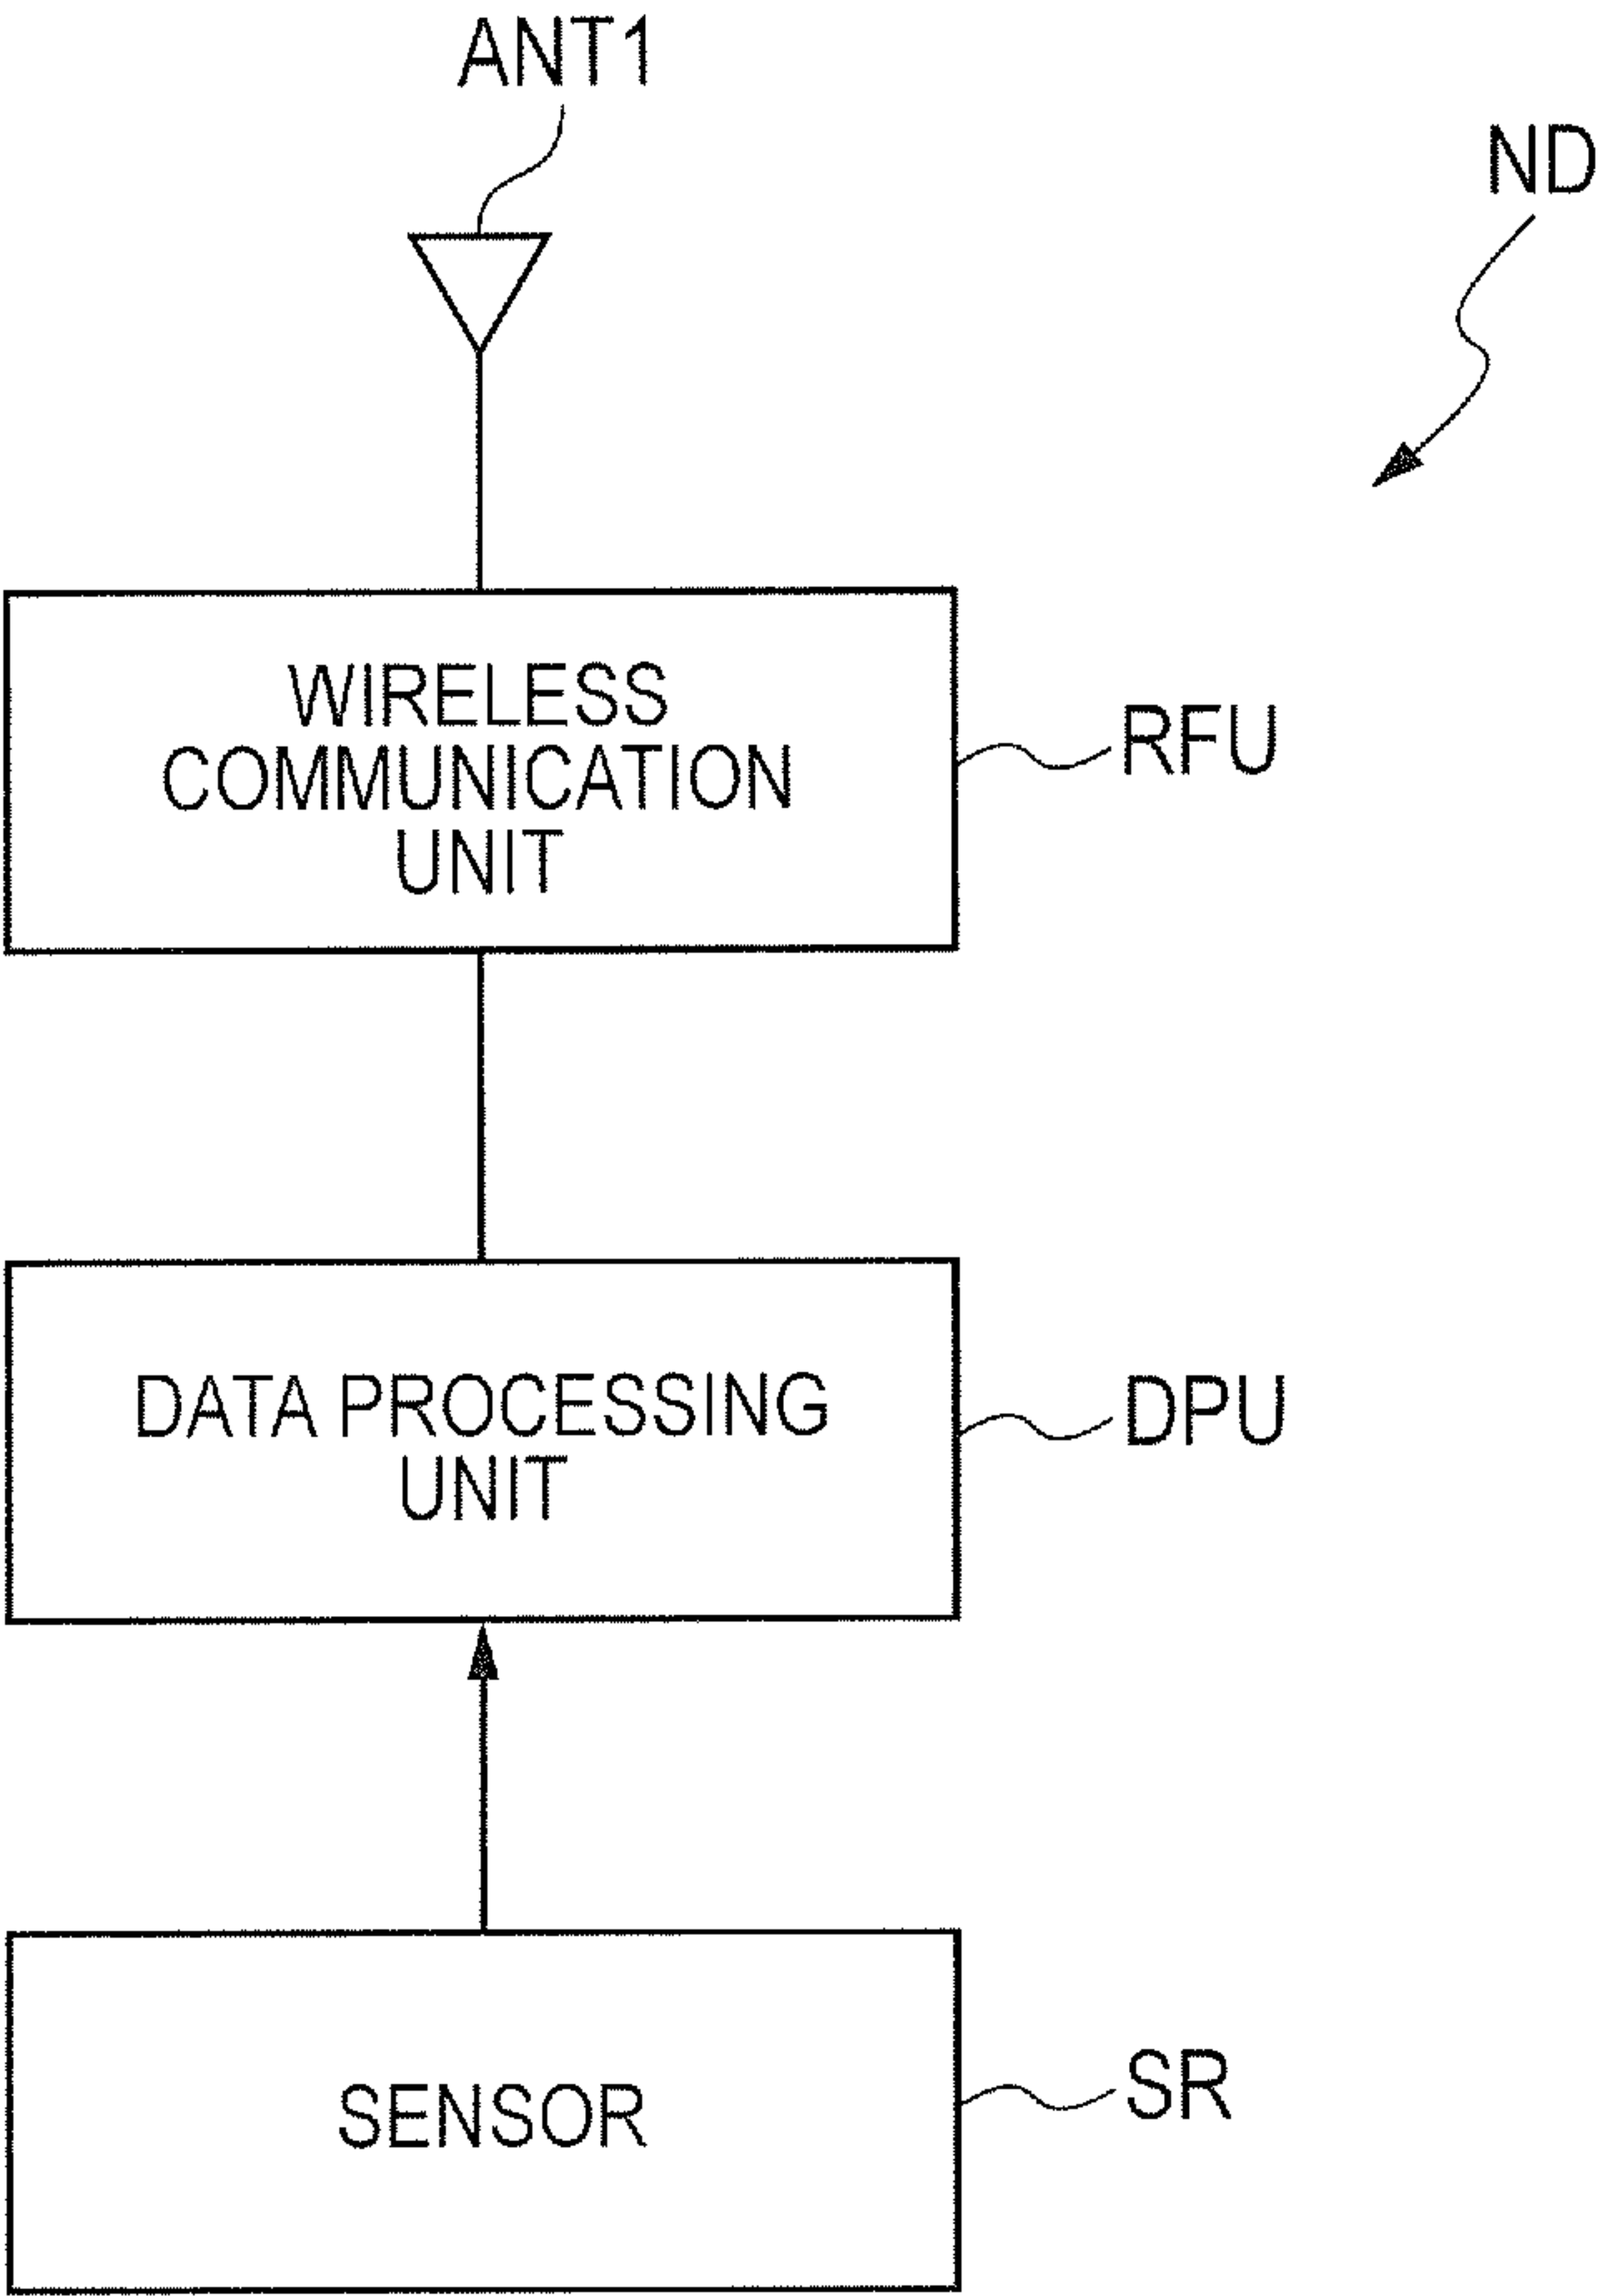 ANT1
ND
WIRELESS
COMMUNICATION
UNIT
RFU
DATA PROCESSING
UNIT
DPU
SENSOR
SR